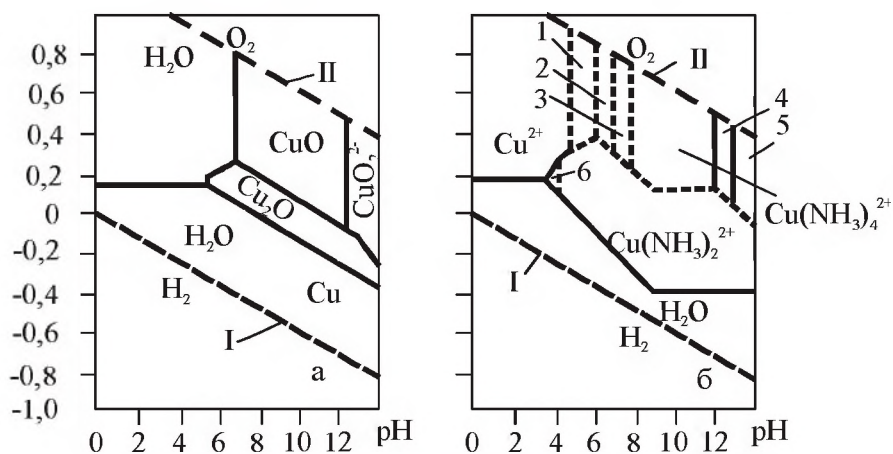 0,8
0,6
0,4
0,2
0
-0,2
-0,4
-0,6
-0,8
-1,0
H₂O
O₂
II
CuO
CuO₂
Cu₂O
H₂O
H₂
Cu
I
а
0 2 4 6 8 10 12 pH
1
O₂
II
2
3
4
5
Cu²⁺
6
Cu(NH₃)₄²⁺
Cu(NH₃)₂²⁺
I
H₂O
H₂
б
0 2 4 6 8 10 12 pH